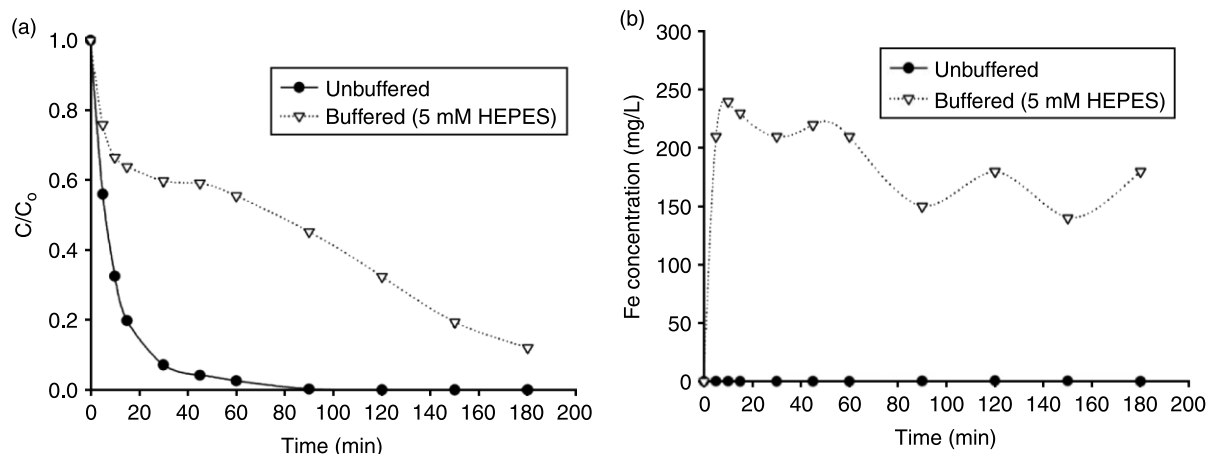 (a)
1.0
0.8
0.6
0.4
0.2
0.0
C/Co
0 20 40 60 80 100 120 140 160 180 200
Time (min)
Unbuffered
Buffered (5 mM HEPES)
(b)
300
250
200
150
100
50
0
Fe concentration (mg/L)
0 20 40 60 80 100 120 140 160 180 200
Time (min)
Unbuffered
Buffered (5 mM HEPES)